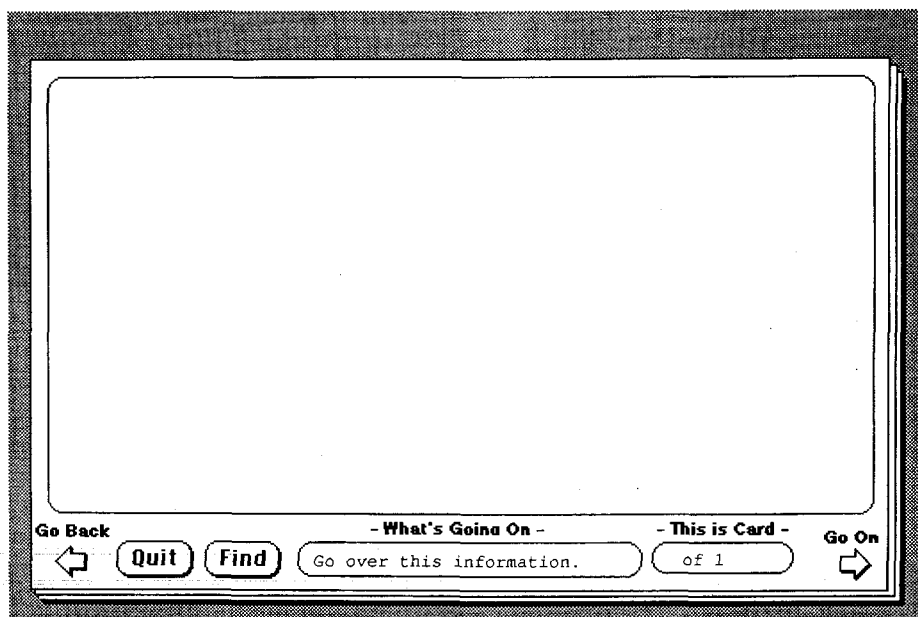 Go Back
- What's Going On -
- This is Card -
Go On
Quit
Find
Go over this information.
of 1